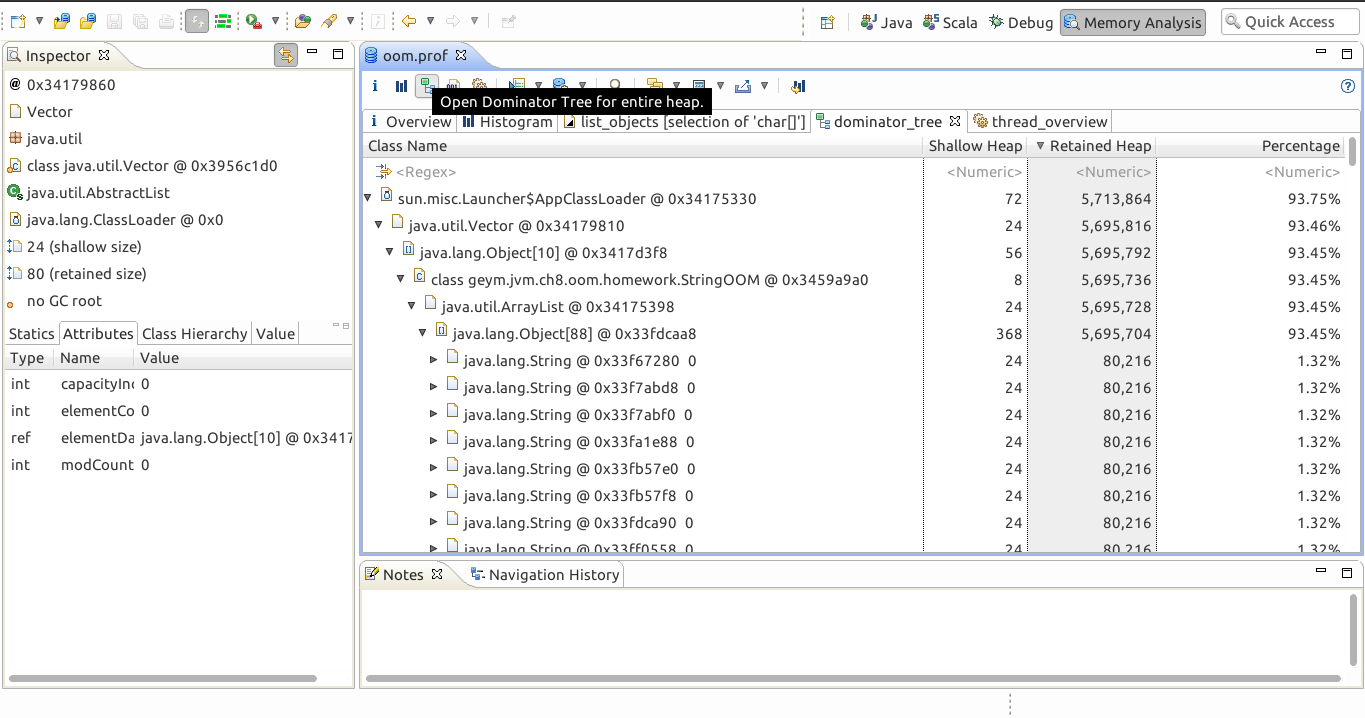 Java Scala Debug Memory Analysis Quick Access
Inspector
@ 0x34179860
Vector
java.util
class java.util.Vector @ 0x3956c1d0
java.util.AbstractList
java.lang.ClassLoader @ 0x0
24 (shallow size)
80 (retained size)
no GC root
Statics Attributes Class Hierarchy Value
Type Name Value
int capacityInc 0
int elementCo 0
ref elementDa java.lang.Object[10] @ 0x3417
int modCount 0
oom.prof
Open Dominator Tree for entire heap.
i Overview Histogram list_objects [selection of 'char[]'] dominator_tree thread_overview
Class Name Shallow Heap Retained Heap Percentage
<Regex> <Numeric> <Numeric> <Numeric>
sun.misc.Launcher$AppClassLoader @ 0x34175330 72 5,713,864 93.75%
java.util.Vector @ 0x34179810 24 5,695,816 93.46%
java.lang.Object[10] @ 0x3417d3f8 56 5,695,792 93.45%
class geym.jvm.ch8.oom.homework.StringOOM @ 0x3459a9a0 8 5,695,736 93.45%
java.util.ArrayList @ 0x34175398 24 5,695,728 93.45%
java.lang.Object[88] @ 0x33fdcaa8 368 5,695,704 93.45%
java.lang.String @ 0x33f67280 0 24 80,216 1.32%
java.lang.String @ 0x33f7abd8 0 24 80,216 1.32%
java.lang.String @ 0x33f7abf0 0 24 80,216 1.32%
java.lang.String @ 0x33fa1e88 0 24 80,216 1.32%
java.lang.String @ 0x33fb57e0 0 24 80,216 1.32%
java.lang.String @ 0x33fb57f8 0 24 80,216 1.32%
java.lang.String @ 0x33fdca90 0 24 80,216 1.32%
java.lang.String @ 0x33ff0558 0 24 80,216 1.32%
Notes Navigation History